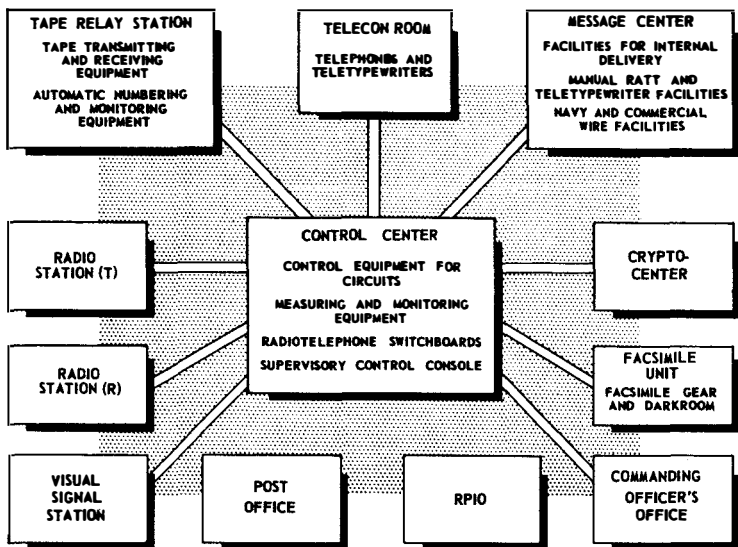 TAPE RELAY STATION
TAPE TRANSMITTING
AND RECEIVING
EQUIPMENT
AUTOMATIC NUMBERING
AND MONITORING
EQUIPMENT
TELECON ROOM
TELEPHONES AND
TELETYPEWRITERS
MESSAGE CENTER
FACILITIES FOR INTERNAL
DELIVERY
MANUAL RATT AND
TELETYPEWRITER FACILITIES
NAVY AND COMMERCIAL
WIRE FACILITIES
RADIO
STATION (T)
CONTROL CENTER
CONTROL EQUIPMENT FOR
CIRCUITS
MEASURING AND MONITORING
EQUIPMENT
RADIOTELEPHONE SWITCHBOARDS
SUPERVISORY CONTROL CONSOLE
CRYPTO-
CENTER
RADIO
STATION (R)
FACSIMILE
UNIT
FACSIMILE GEAR
AND DARKROOM
VISUAL
SIGNAL
STATION
POST
OFFICE
RPIO
COMMANDING
OFFICER'S
OFFICE